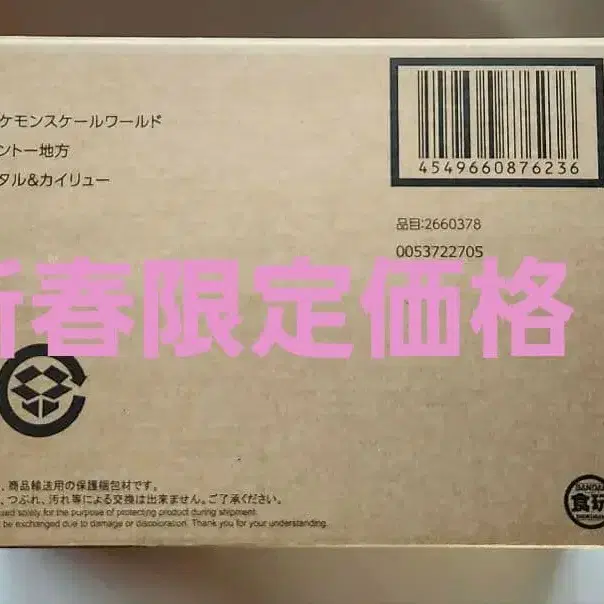 ケモンスケールワールド
ントー地方
タル&カイリュー
4549660876236
品目:2660378
0053722705
新春限定価格
、商品輸送用の保護梱包材です。
、つぶれ、汚れ等による交換は出来ません。ご了承ください。
used solely for the purpose of protecting product during shipment.
be exchanged due to damage or discoloration. Thank you for your understanding.
BANDAI
食玩